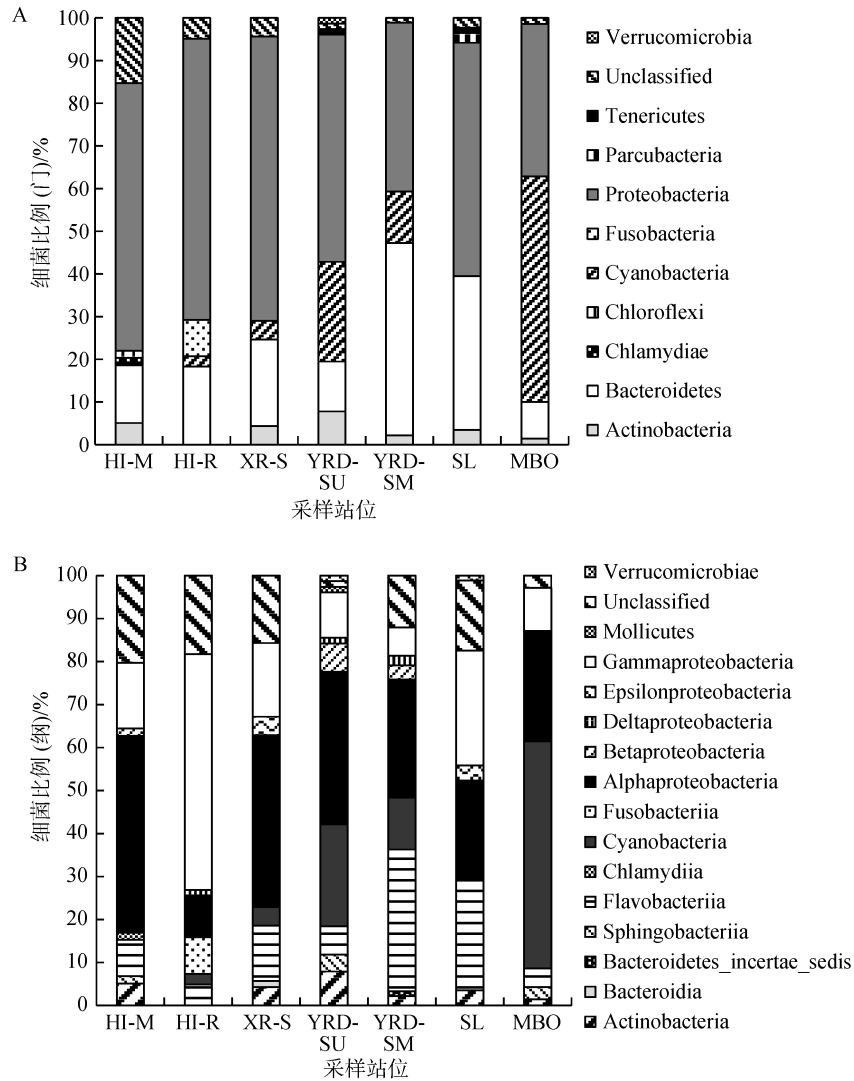 A
细菌比例 (门)/%
100
90
80
70
60
50
40
30
20
10
0
HI-M HI-R XR-S YRD-SU YRD-SM SL MBO
采样站位
Verrucomicrobia
Unclassified
Tenericutes
Parcubacteria
Proteobacteria
Fusobacteria
Cyanobacteria
Chloroflexi
Chlamydiae
Bacteroidetes
Actinobacteria
B
细菌比例 (纲)/%
100
90
80
70
60
50
40
30
20
10
0
HI-M HI-R XR-S YRD-SU YRD-SM SL MBO
采样站位
Verrucomicrobiae
Unclassified
Mollicutes
Gammaproteobacteria
Epsilonproteobacteria
Deltaproteobacteria
Betaproteobacteria
Alphaproteobacteria
Fusobacteriia
Cyanobacteria
Chlamydiia
Flavobacteriia
Sphingobacteriia
Bacteroidetes_incertae_sedis
Bacteroidia
Actinobacteria